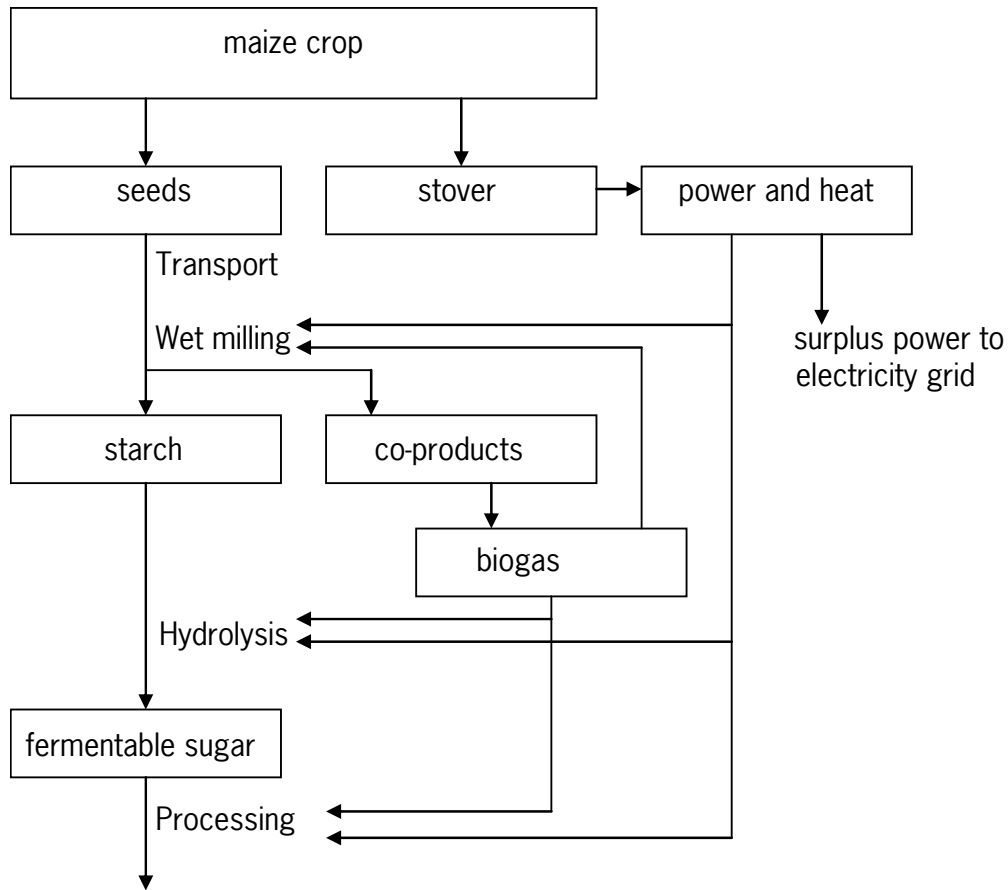 maize crop
seeds
stover
power and heat
Transport
Wet milling
surplus power to
electricity grid
starch
co-products
biogas
Hydrolysis
fermentable sugar
Processing